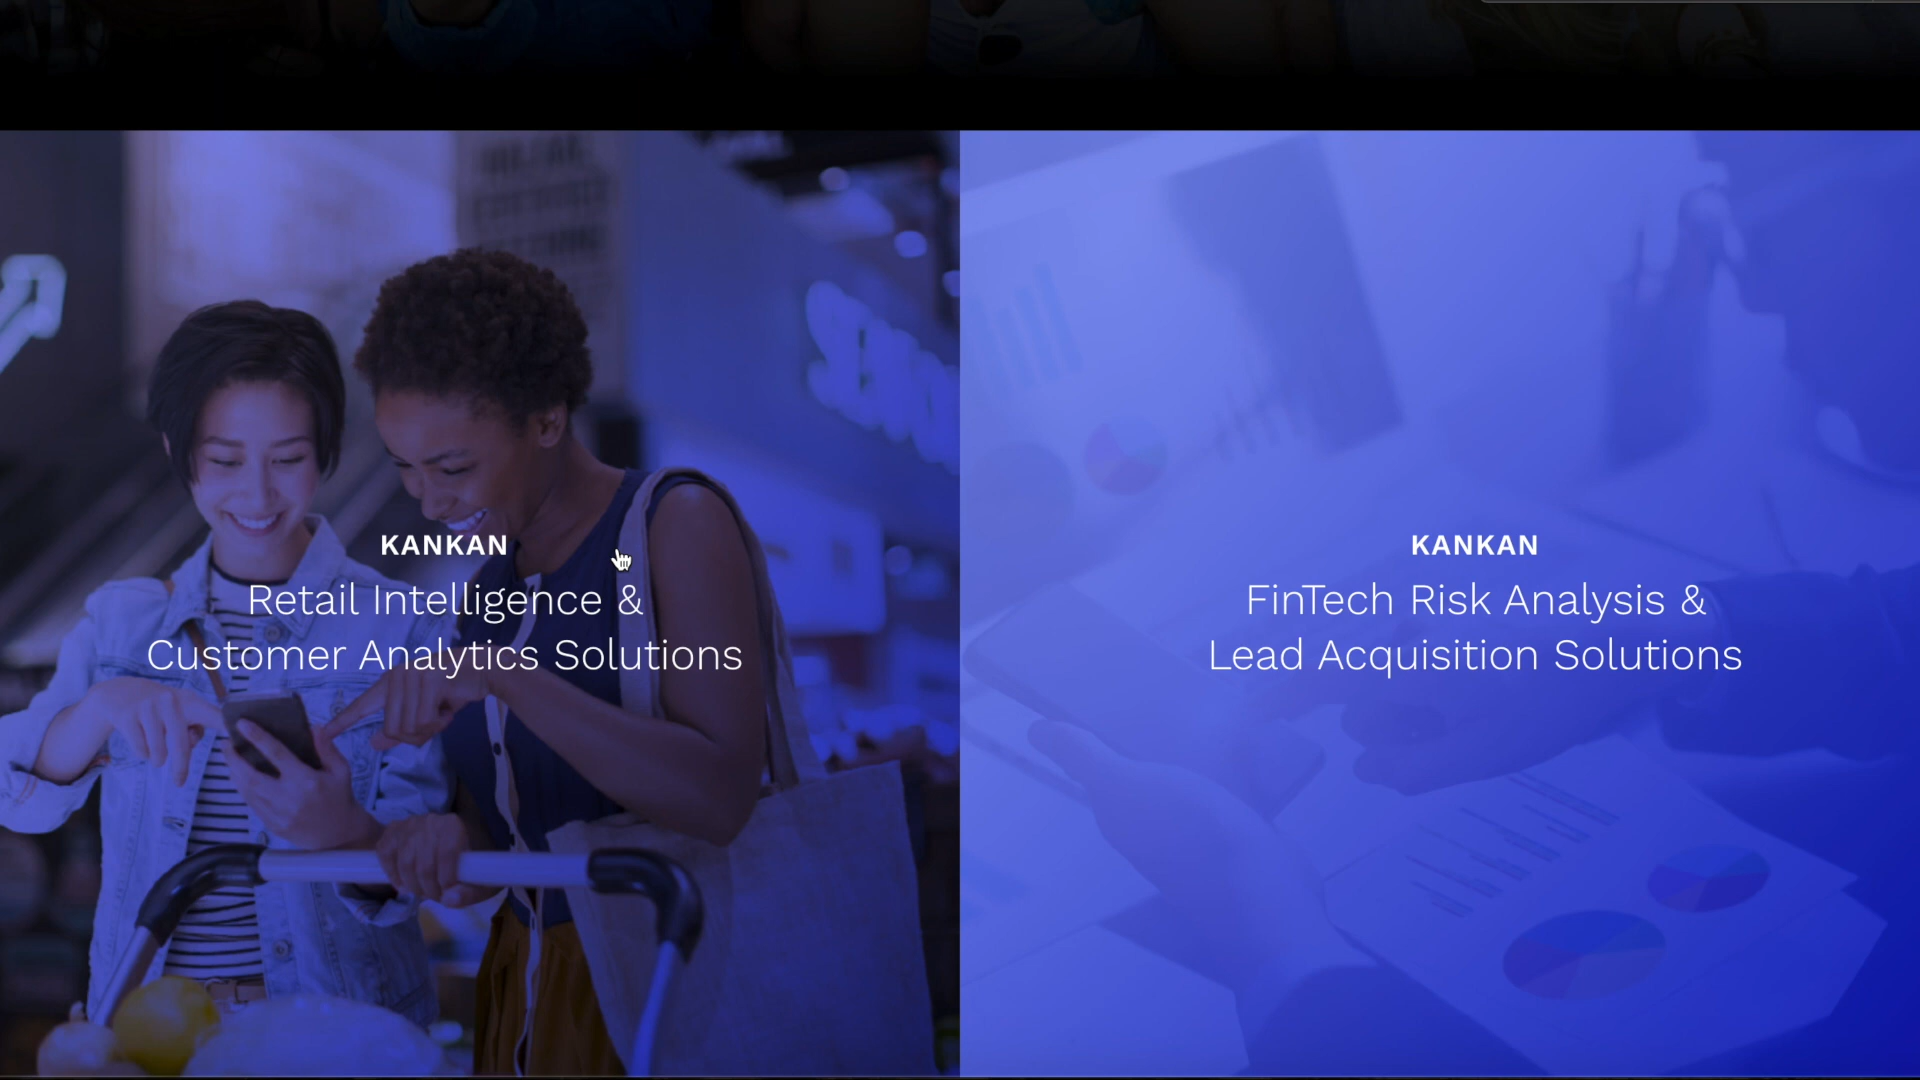 KANKAN
Retail Intelligence &
Customer Analytics Solutions
KANKAN
FinTech Risk Analysis &
Lead Acquisition Solutions